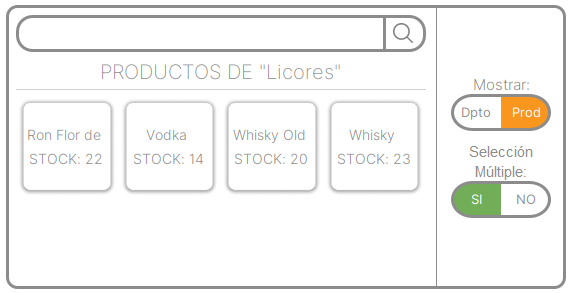 PRODUCTOS DE "Licores"
Ron Flor de
STOCK: 22
Vodka
STOCK: 14
Whisky Old
STOCK: 20
Whisky
STOCK: 23
Mostrar:
Dpto Prod
Selección
Múltiple:
SI NO